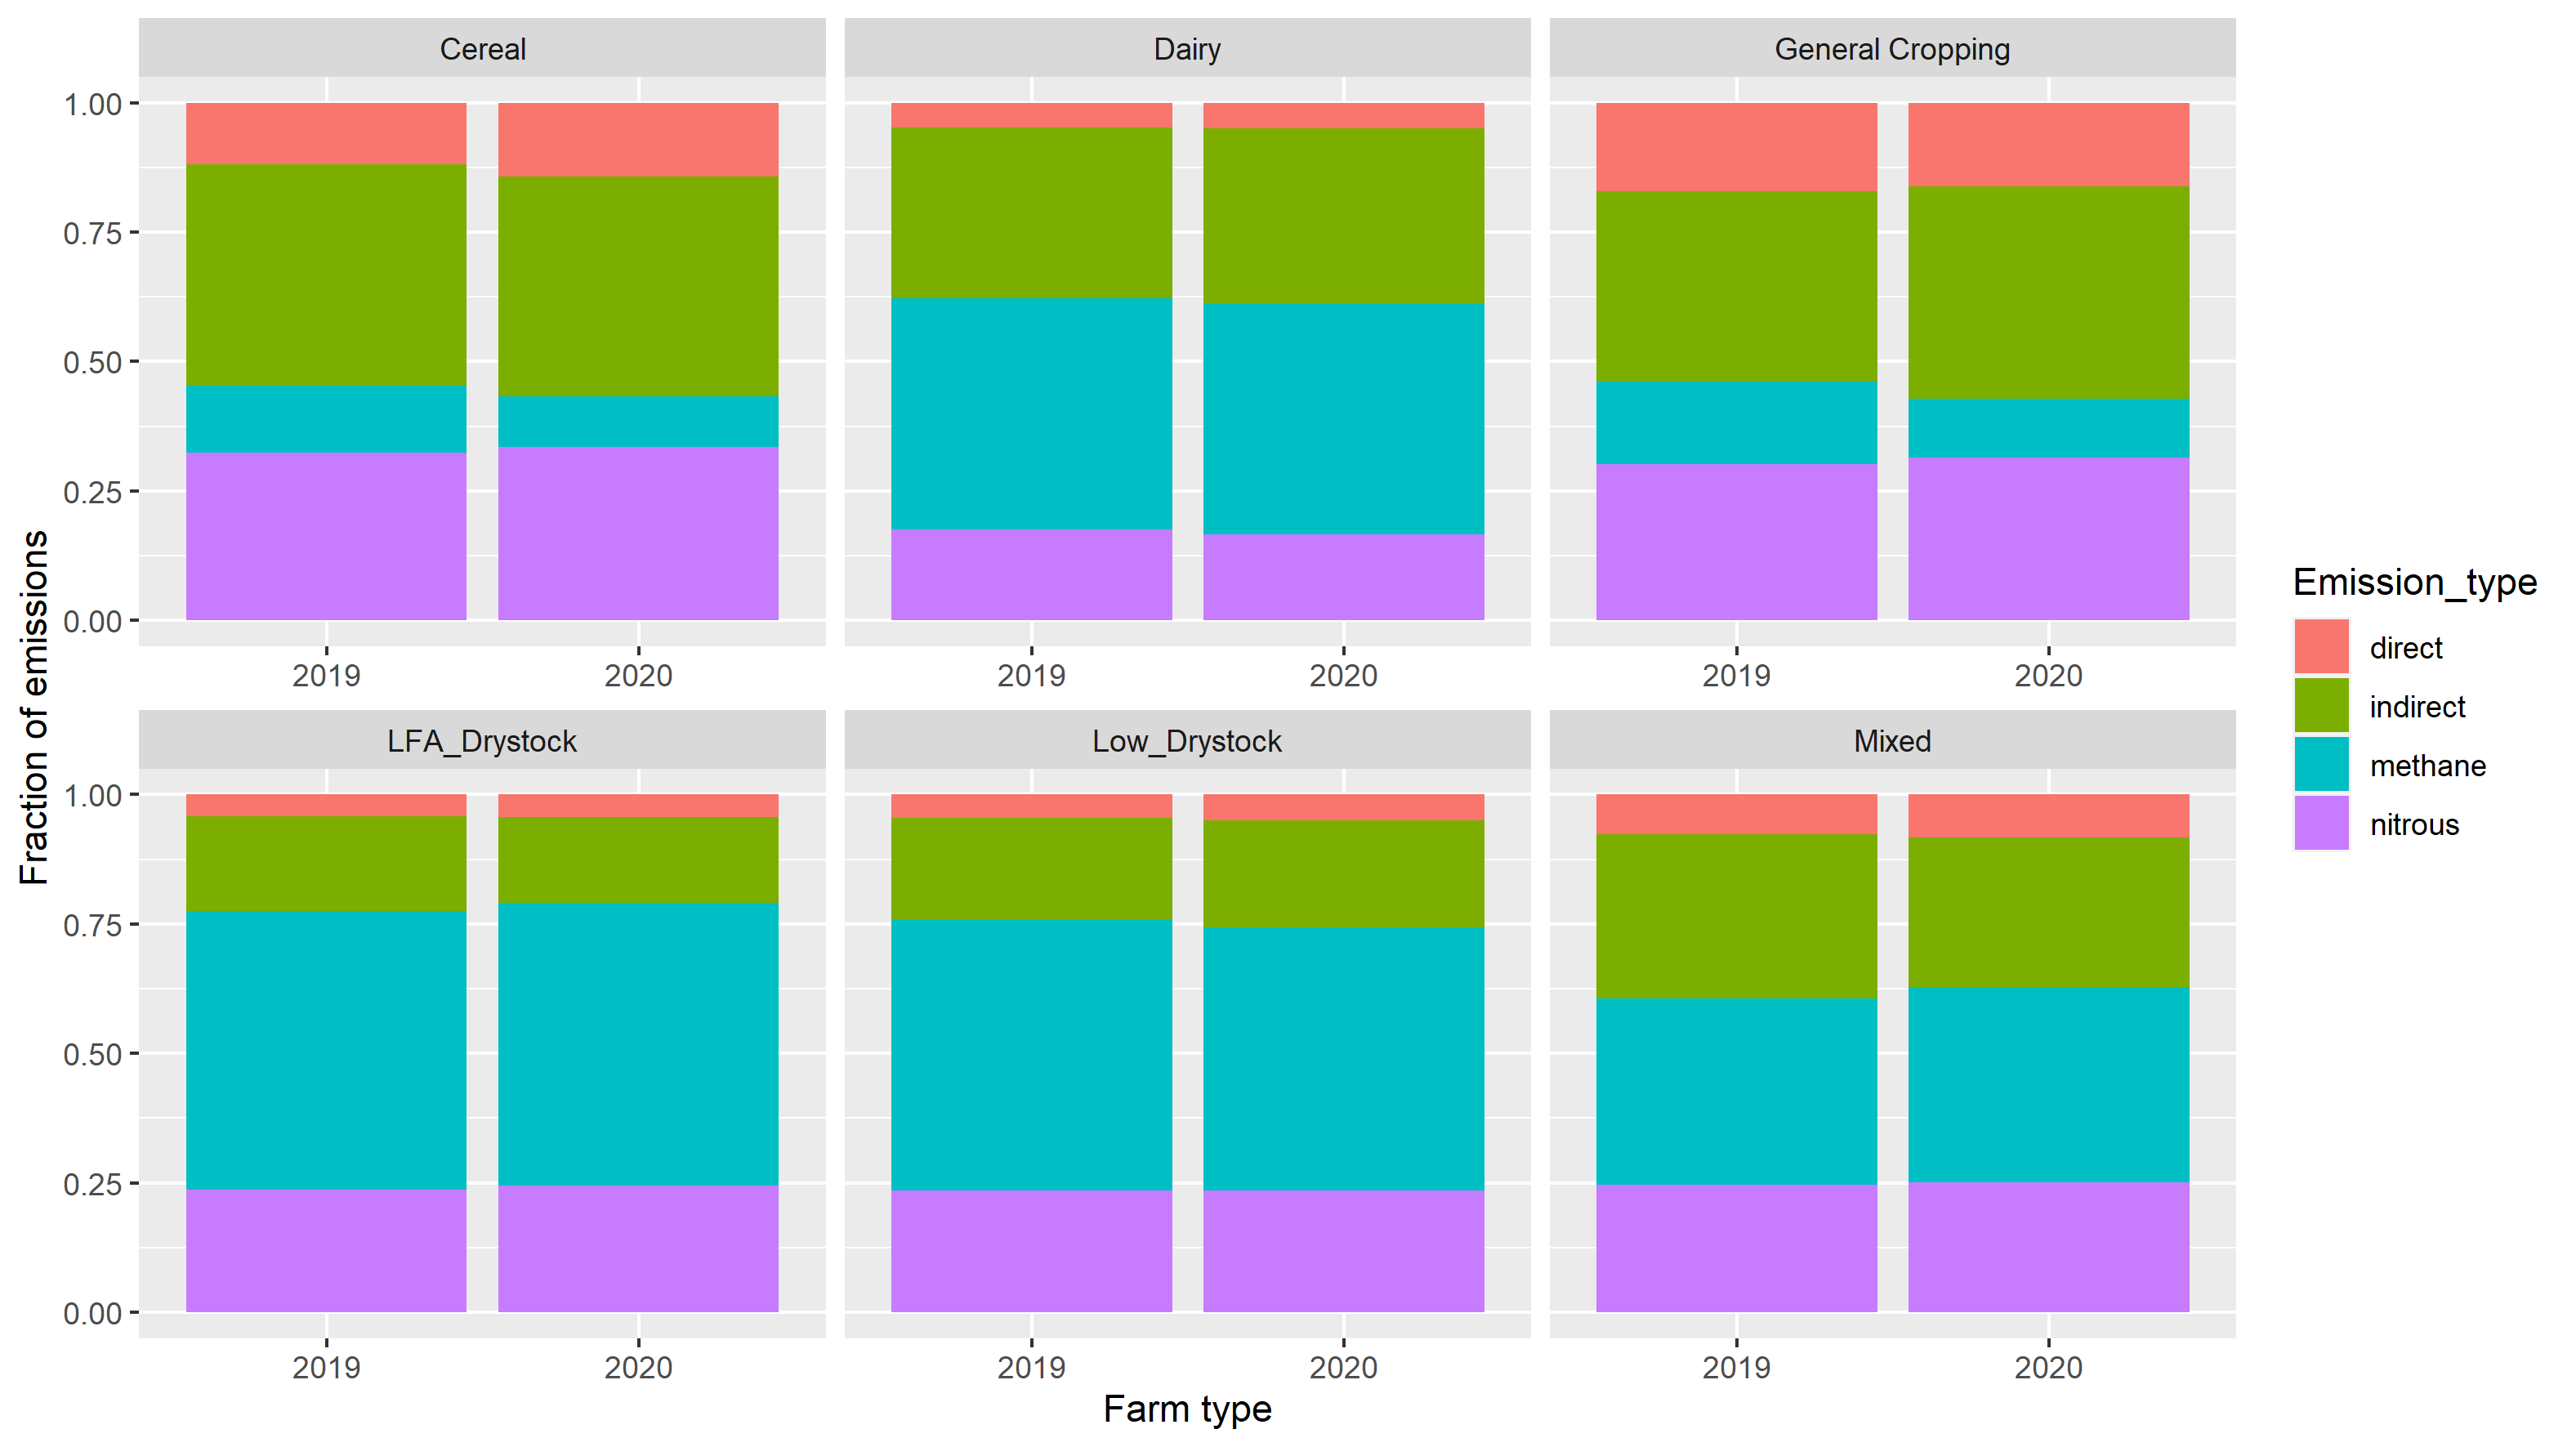 Cereal
Dairy
General Cropping
1.00
0.75
0.50
0.25
0.00
2019
2020
2019
2020
2019
2020
LFA_Drystock
Low_Drystock
Mixed
1.00
0.75
0.50
0.25
0.00
2019
2020
2019
2020
2019
2020
Farm type
Fraction of emissions
Emission_type
direct
indirect
methane
nitrous